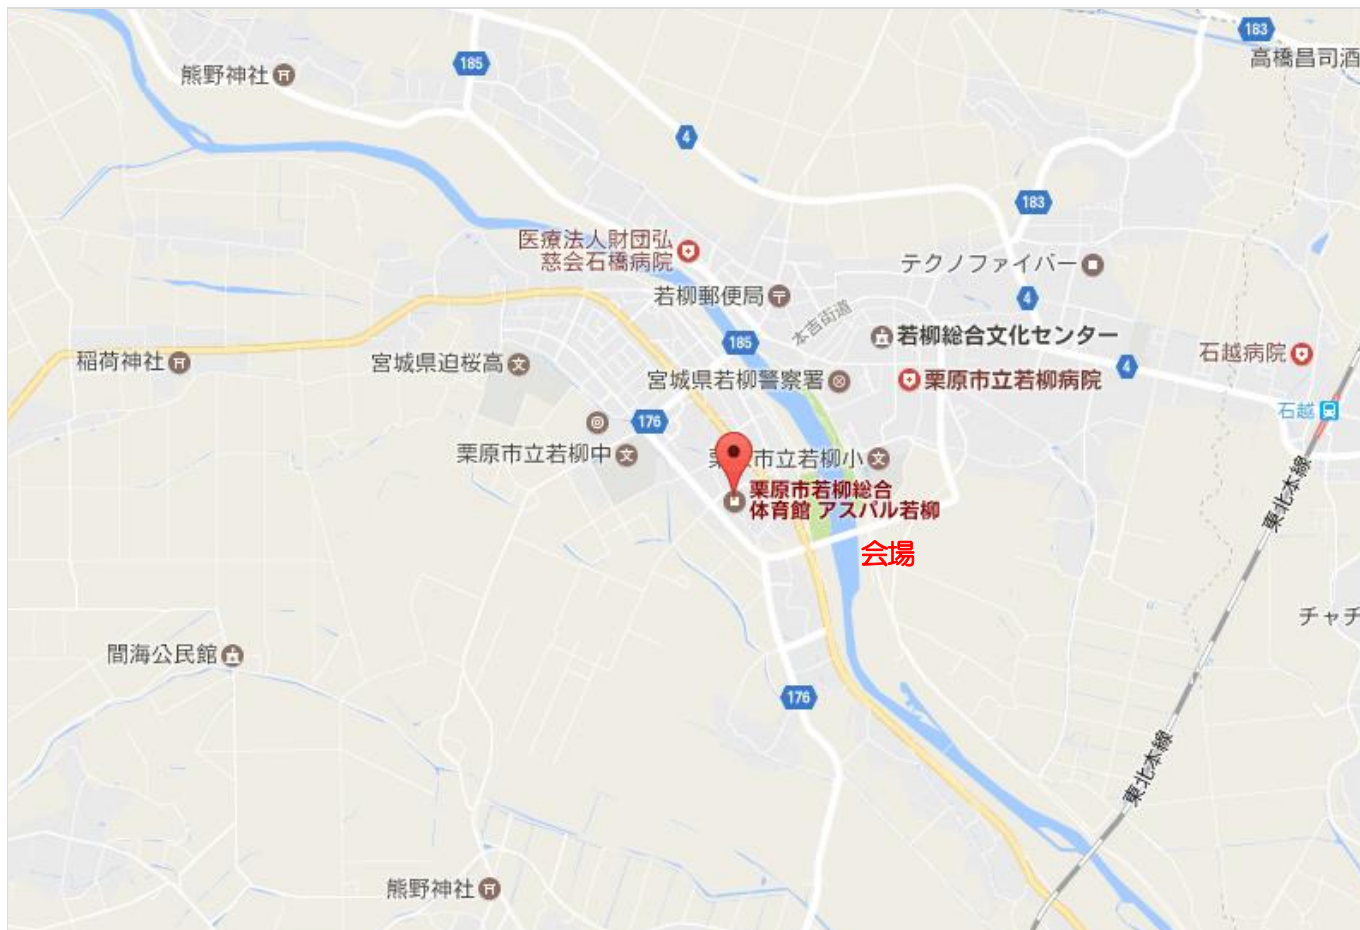 183
高橋昌司酒
熊野神社
185
4
183
医療法人財団弘
慈会石橋病院
テクノファイバー
若柳郵便局
4
本吉街道
若柳総合文化センター
185
石越病院
稲荷神社
宮城県迫桜高
4
宮城県若柳警察署
栗原市立若柳病院
石越
176
栗原市立若柳中
栗 市立若柳小
栗原市若柳総合
体育館 アスパル若柳
東北本線
会場
チャチ
間海公民館
176
東北本線
熊野神社